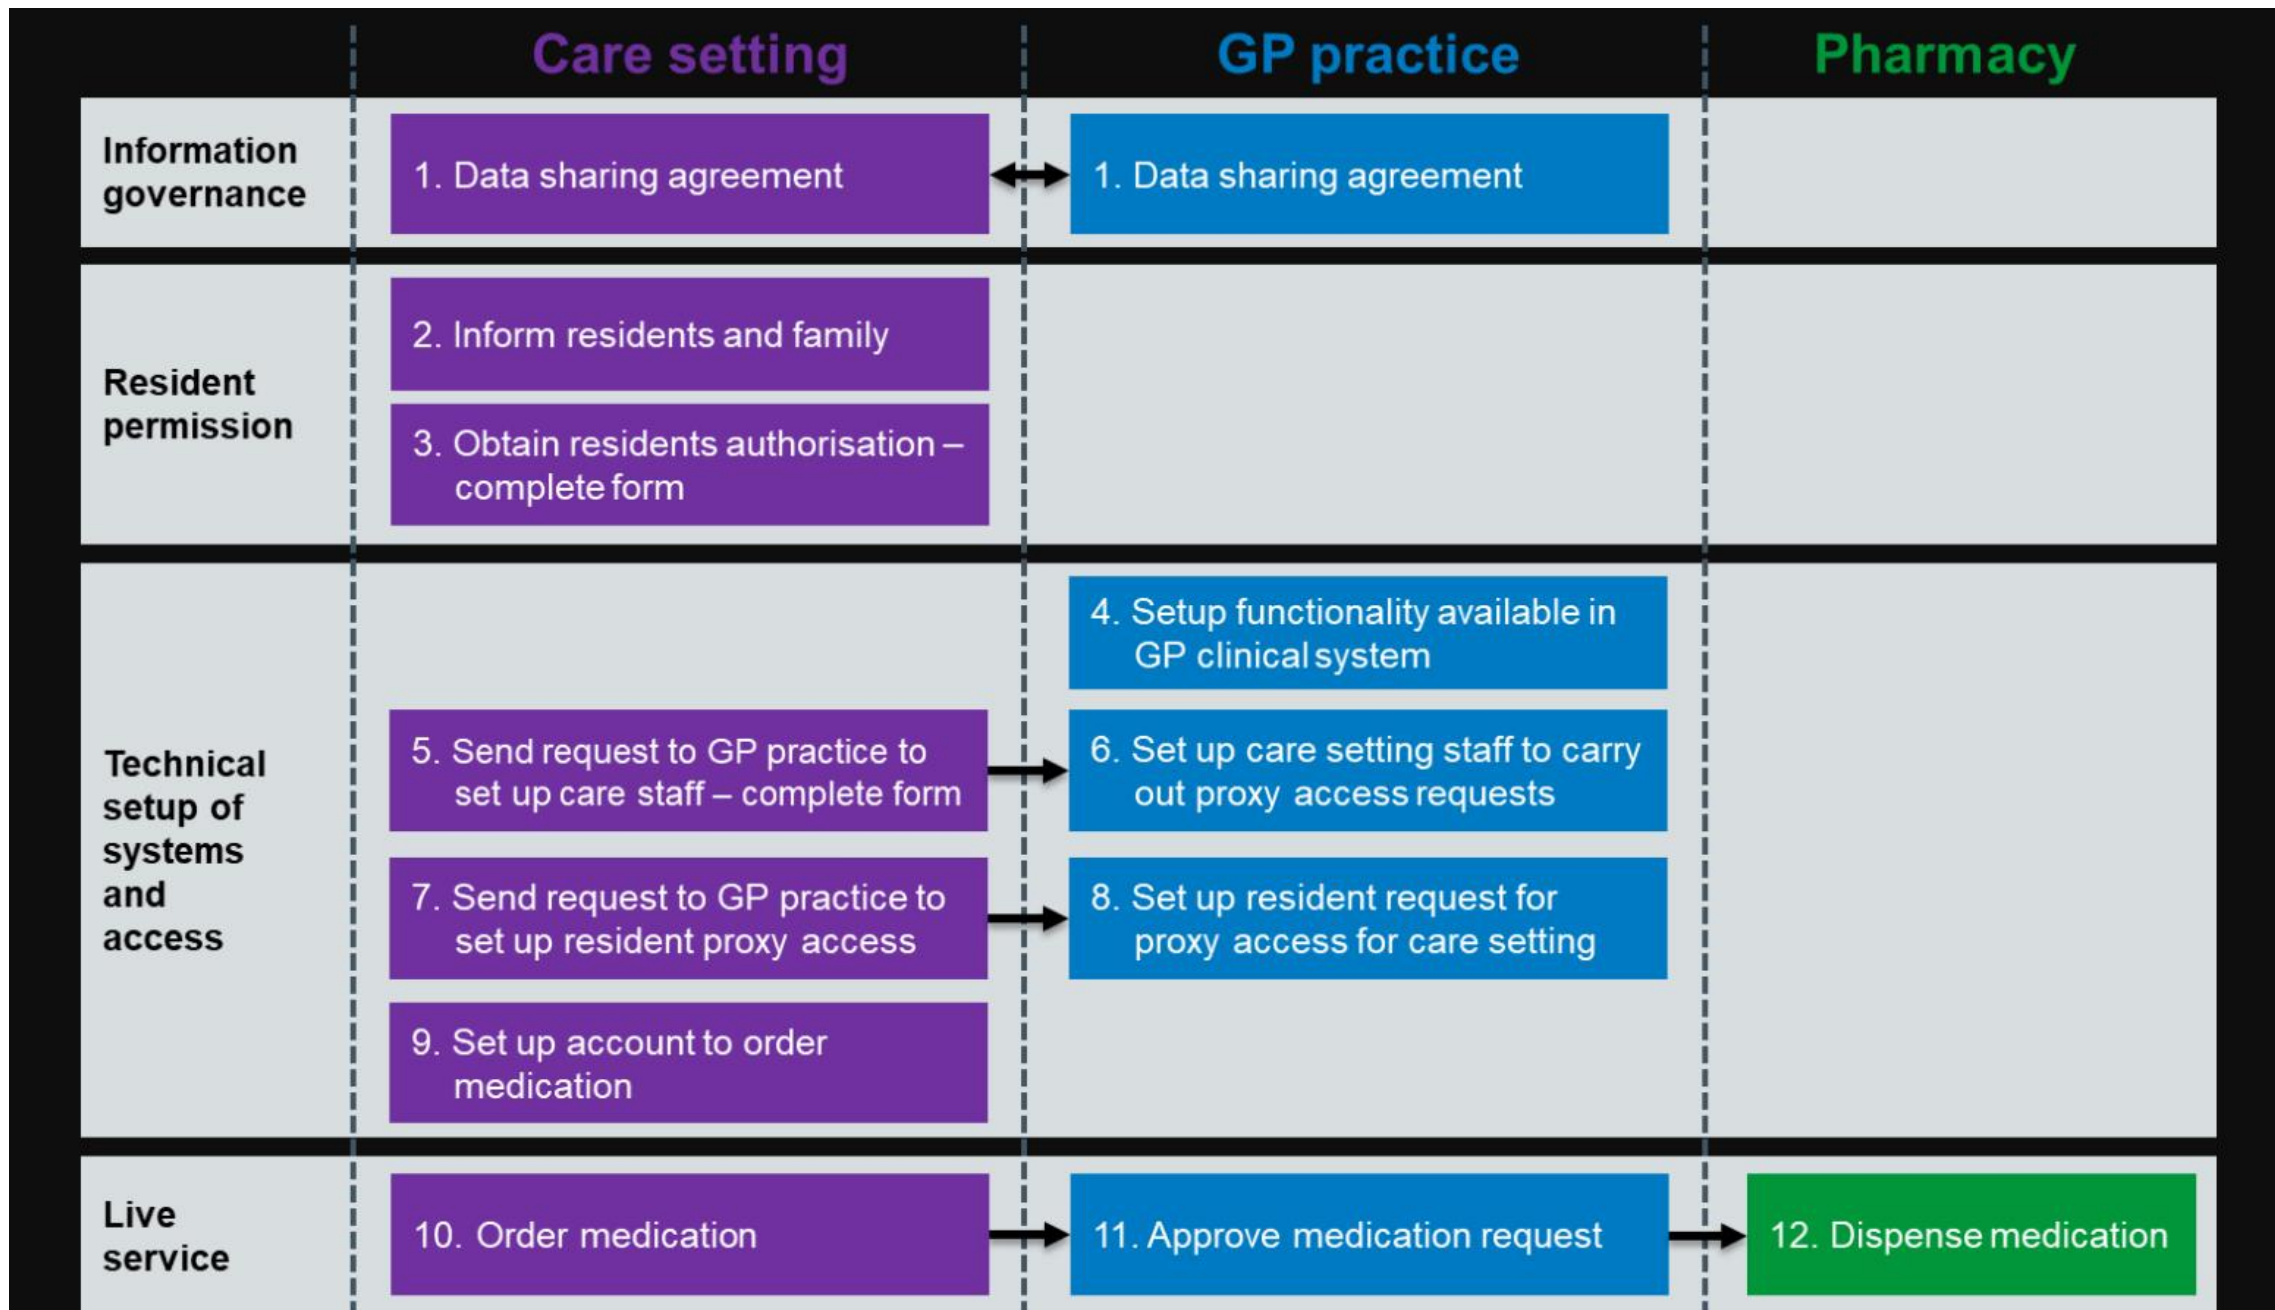 Care setting
GP practice
Pharmacy
Information
governance
1. Data sharing agreement
1. Data sharing agreement
Resident
permission
2. Inform residents and family
3. Obtain residents authorisation –
complete form
Technical
setup of
systems
and
access
4. Setup functionality available in
GP clinical system
5. Send request to GP practice to
set up care staff – complete form
6. Set up care setting staff to carry
out proxy access requests
7. Send request to GP practice to
set up resident proxy access
8. Set up resident request for
proxy access for care setting
9. Set up account to order
medication
Live
service
10. Order medication
11. Approve medication request
12. Dispense medication